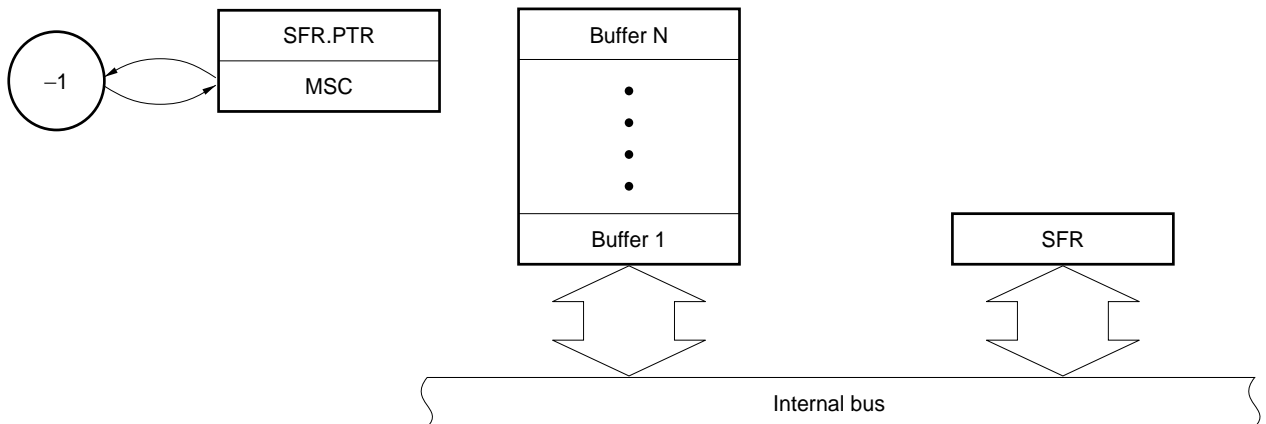 –1
SFR.PTR
MSC
Buffer N
Buffer 1
SFR
Internal bus